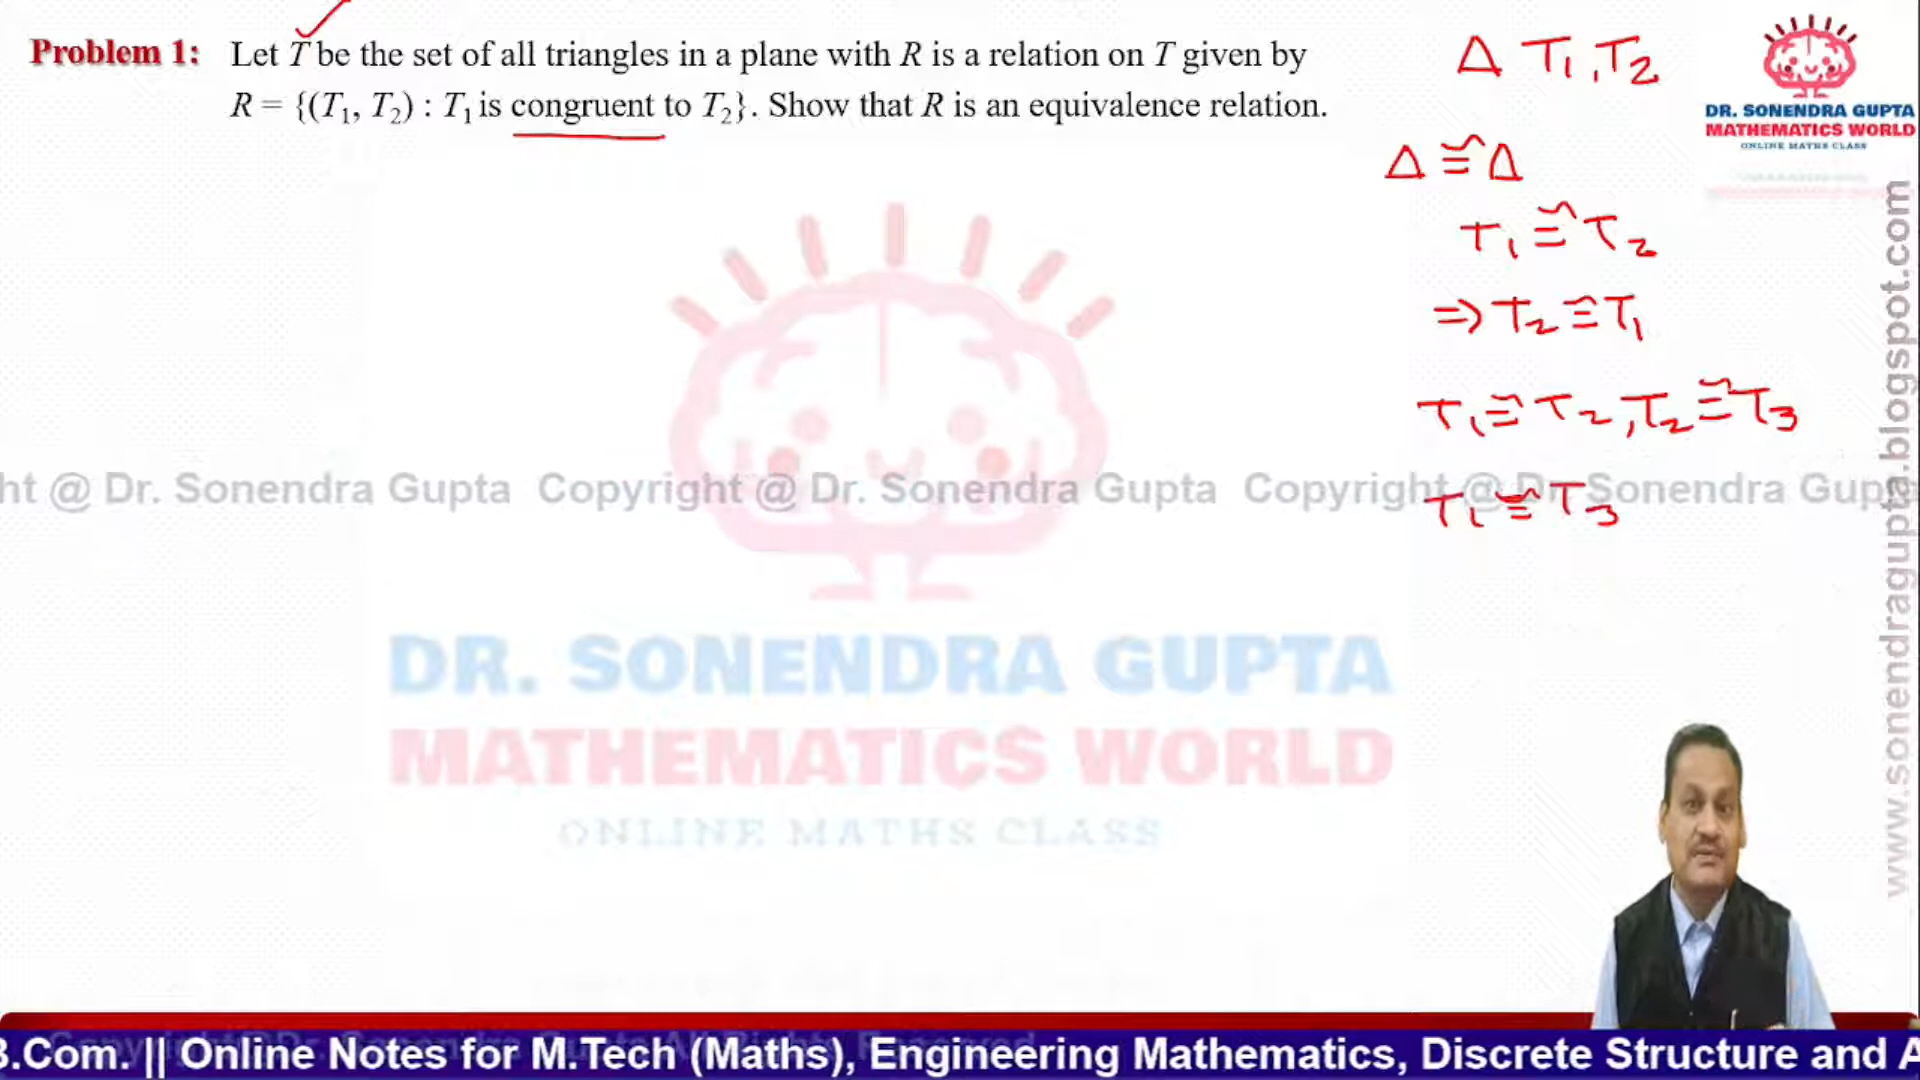 Problem 1: Let T be the set of all triangles in a plane with R is a relation on T given by
R = {(T₁, T₂) : T₁ is congruent to T₂}. Show that R is an equivalence relation.
Δ T₁, T₂
Δ ≅ Δ
T₁ ≅ T₂
⇒ T₂ ≅ T₁
T₁ ≅ T₂, T₂ ≅ T₃
T₁ ≅ T₃
DR. SONENDRA GUPTA
MATHEMATICS WORLD
ONLINE MATHS CLASS
www.sonendragupta.blogspot.com
ht @ Dr. Sonendra Gupta Copyright @ Dr. Sonendra Gupta Copyright @ Dr. Sonendra Gup
DR. SONENDRA GUPTA
MATHEMATICS WORLD
ONLINE MATHS CLASS
B.Com. || Online Notes for M.Tech (Maths), Engineering Mathematics, Discrete Structure and A